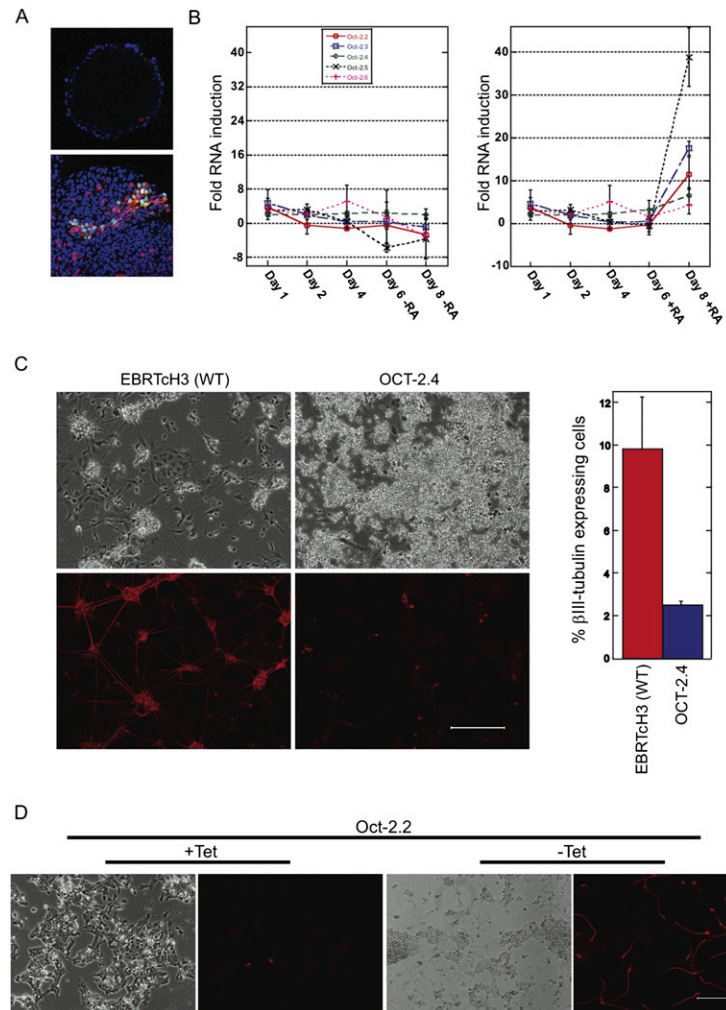 A
B
Fold RNA induction
40
32
24
16
8
0
-8
Oct-2.2
Oct-2.3
Oct-2.4
Oct-2.5
Oct-2.6
Day 1
Day 2
Day 4
Day 6 -RA
Day 8 -RA
Fold RNA induction
40
30
20
10
0
-10
Day 1
Day 2
Day 4
Day 6 +RA
Day 8 +RA
C
EBRTcH3 (WT)
OCT-2.4
% βIII-tubulin expressing cells
12
10
8
6
4
2
0
EBRTcH3 (WT)
OCT-2.4
D
Oct-2.2
+Tet
-Tet